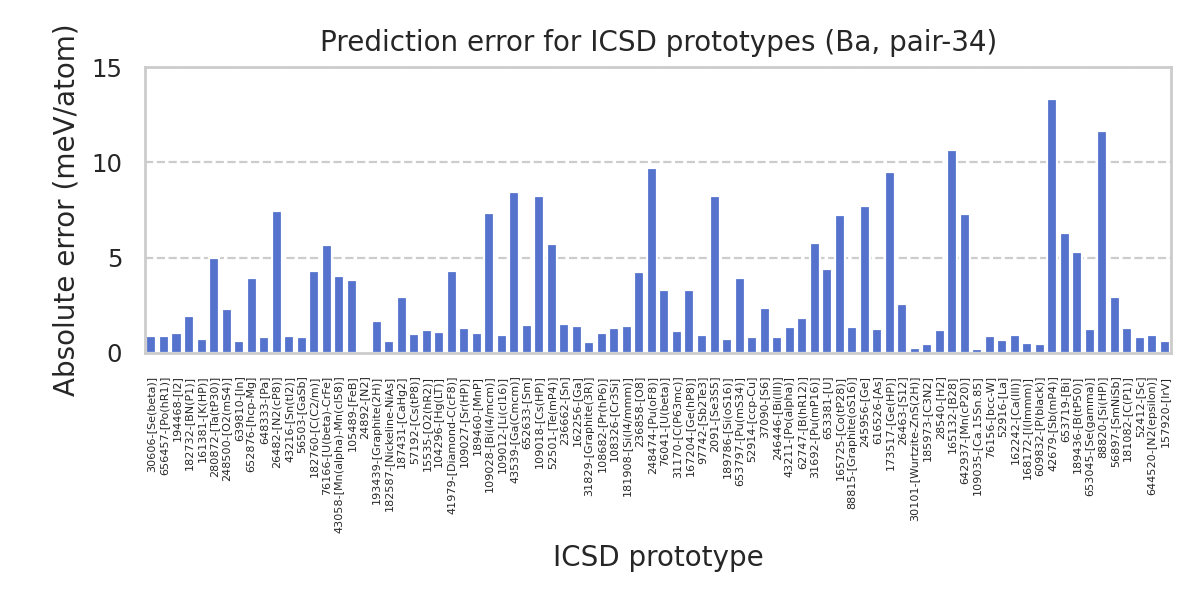 Prediction error for ICSD prototypes (Ba, pair-34)
Absolute error (meV/atom)
15
10
5
0
30606-[Se(beta)]
656457-[Po(hR1)]
194468-[I2]
182732-[BN(P1)]
161381-[K(HP)]
280872-[Ta(tP30)]
248500-[O2(mS4)]
639810-[In]
652876-[hcp-Mg]
648333-[Pa]
26482-[N2(cP8)]
43216-[Sn(tI2)]
56503-[GaSb]
182760-[C(C2/m)]
76166-[U(beta)-CrFe]
43058-[Mn(alpha)-Mn(cI58)]
105489-[FeB]
24892-[N2]
193439-[Graphite(2H)]
182587-[Nickeline-NiAs]
187431-[CaHg2]
57192-[Cs(tP8)]
15535-[O2(hR2)]
104296-[Hg(LT)]
41979-[Diamond-C(cF8)]
109027-[Sr(HP)]
189460-[MnP]
109028-[Bi(I4/mcm)]
109012-[Li(cI16)]
43539-[Ga(Cmcm)]
652633-[Sm]
109018-[Cs(HP)]
52501-[Te(mP4)]
236662-[Sn]
162256-[Ga]
31829-[Graphite(3R)]
108682-[Pr(hP6)]
108326-[Cr3Si]
181908-[Si(I4/mmm)]
236858-[O8]
248474-[Pu(oF8)]
76041-[U(beta)]
31170-[C(P63mc)]
167204-[Ge(hP8)]
97742-[Sb2Te3]
2091-[Se3S5]
189786-[Si(oS16)]
653797-[Pu(mS34)]
52914-[ccp-Cu]
37090-[S6]
246446-[Bi(III)]
43211-[Po(alpha)]
62747-[B(hR12)]
31692-[Pu(mP16)]
653381-[U]
165725-[Co(tP28)]
88815-[Graphite(oS16)]
245956-[Ge]
616526-[As]
26463-[S12]
173517-[Ge(HP)]
30101-[Wurtzite-ZnS(2H)]
185973-[C3N2]
28540-[H2]
165132-[B28]
642937-[Mn(cP20)]
109035-[Ca.15Sn.85]
76156-[bcc-W]
52916-[La]
162242-[Ca(III)]
168172-[I(Immm)]
609832-[P(black)]
42679-[Sb(mP4)]
653719-[Bi]
189436-[B(tP50)]
653045-[Se(gamma)]
88820-[Si(HP)]
56897-[SmNiSb]
181082-[C(P1)]
52412-[Sc]
644520-[N2(epsilon)]
157920-[IrV]
ICSD prototype